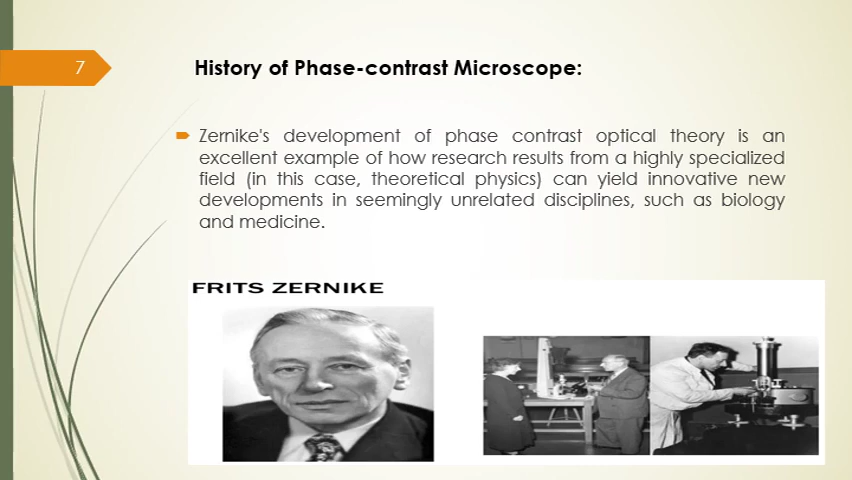 7
History of Phase-contrast Microscope:
Zernike's development of phase contrast optical theory is an
excellent example of how research results from a highly specialized
field (in this case, theoretical physics) can yield innovative new
developments in seemingly unrelated disciplines, such as biology
and medicine.
FRITS ZERNIKE